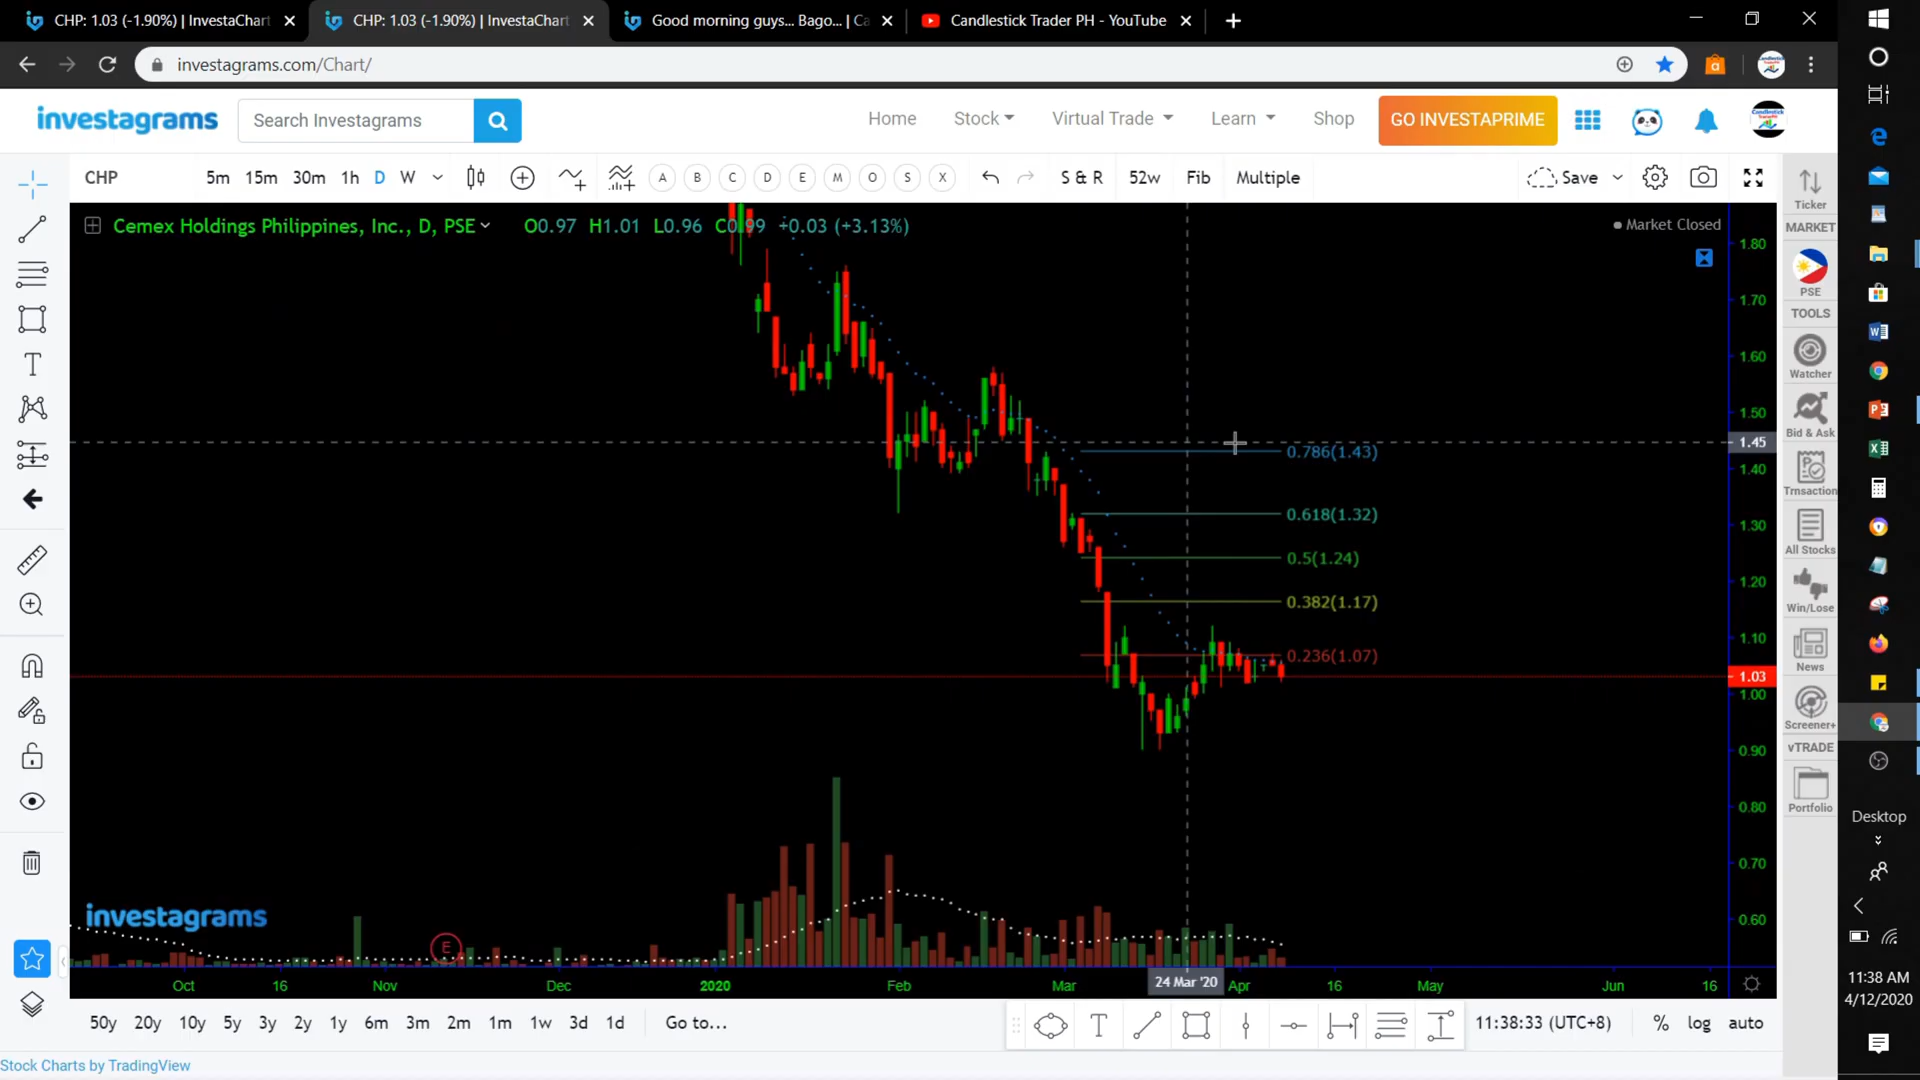 CHP: 1.03 (-1.90%) | InvestaChart
CHP: 1.03 (-1.90%) | InvestaChart
Good morning guys... Bago... | Ca
Candlestick Trader PH - YouTube
investagrams.com/Chart/
investagrams
Search Investagrams
Home
Stock
Virtual Trade
Learn
Shop
GO INVESTAPRIME
CHP
5m
15m
30m
1h
D
W
A
B
C
D
E
M
O
S
X
S & R
52w
Fib
Multiple
Save
Cemex Holdings Philippines, Inc., D, PSE
O0.97 H1.01 L0.96 C0.99 +0.03 (+3.13%)
Market Closed
1.80
1.70
1.60
1.50
1.45
1.40
1.30
1.20
1.10
1.03
1.00
0.90
0.80
0.70
0.60
0.786(1.43)
0.618(1.32)
0.5(1.24)
0.382(1.17)
0.236(1.07)
investagrams
E
Oct
16
Nov
Dec
2020
Feb
Mar
24 Mar '20
Apr
16
May
Jun
16
50y
20y
10y
5y
3y
2y
1y
6m
3m
2m
1m
1w
3d
1d
Go to...
11:38:33 (UTC+8)
%
log
auto
Stock Charts by TradingView
Ticker
MARKET
PSE
TOOLS
Watcher
Bid & Ask
Trnsaction
All Stocks
Win/Lose
News
Screener+
vTRADE
Portfolio
Desktop
11:38 AM
4/12/2020